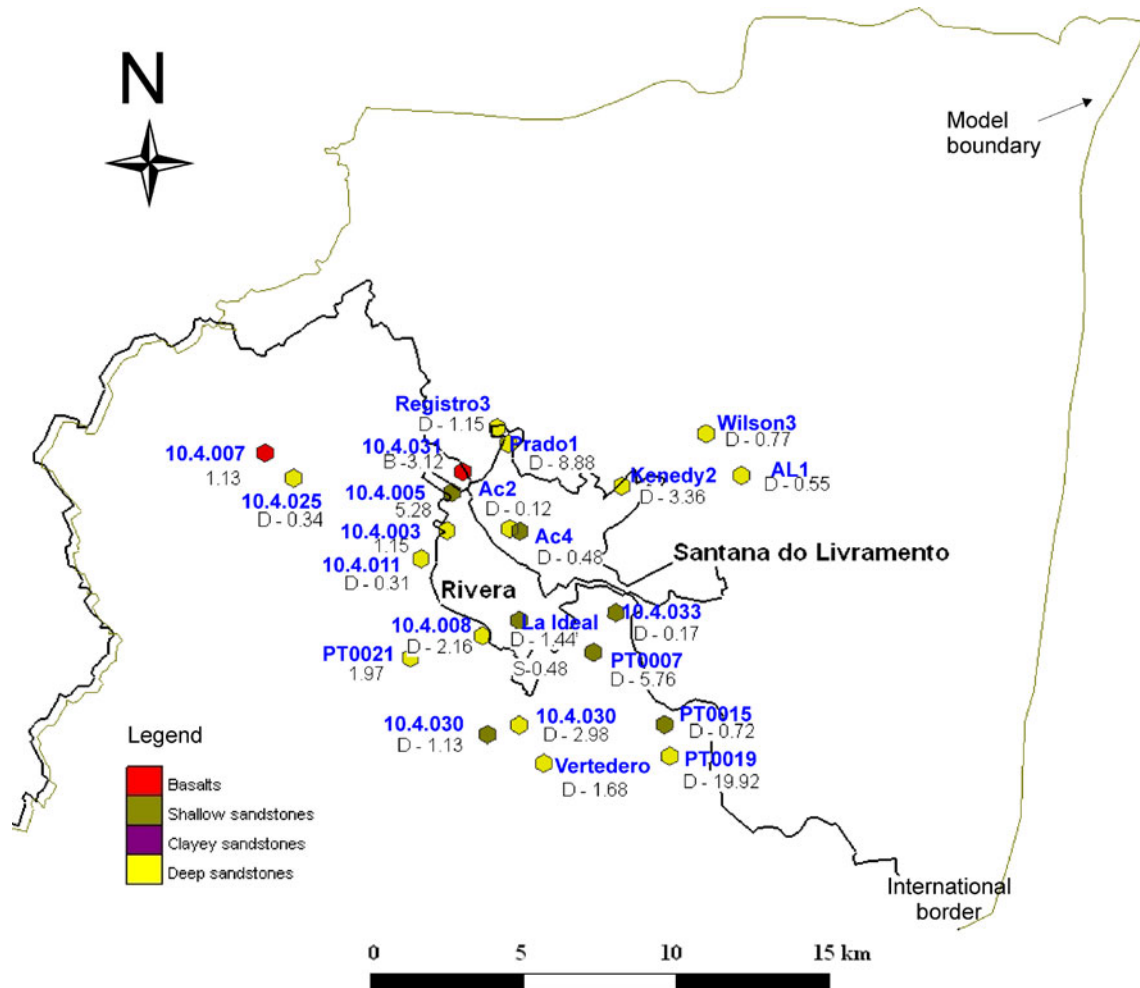 N
Model
boundary
Registro3
D - 1.15
Wilson3
D - 0.77
10.4.031
B -3.12
Prado1
D - 8.88
10.4.007
1.13
Kenedy2
D - 3.36
AL1
D - 0.55
10.4.025
D - 0.34
10.4.005
5.28
Ac2
D - 0.12
10.4.003
1.15
Ac4
D - 0.48
Santana do Livramento
10.4.011
D - 0.31
Rivera
10.4.033
D - 0.17
10.4.008
D - 2.16
La Ideal
D - 1.44
S-0.48
PT0021
1.97
PT0007
D - 5.76
10.4.030
D - 1.13
10.4.030
D - 2.98
PT0015
D - 0.72
PT0019
D - 19.92
Vertedero
D - 1.68
Legend
Basalts
Shallow sandstones
Clayey sandstones
Deep sandstones
International
border
0 5 10 15 km